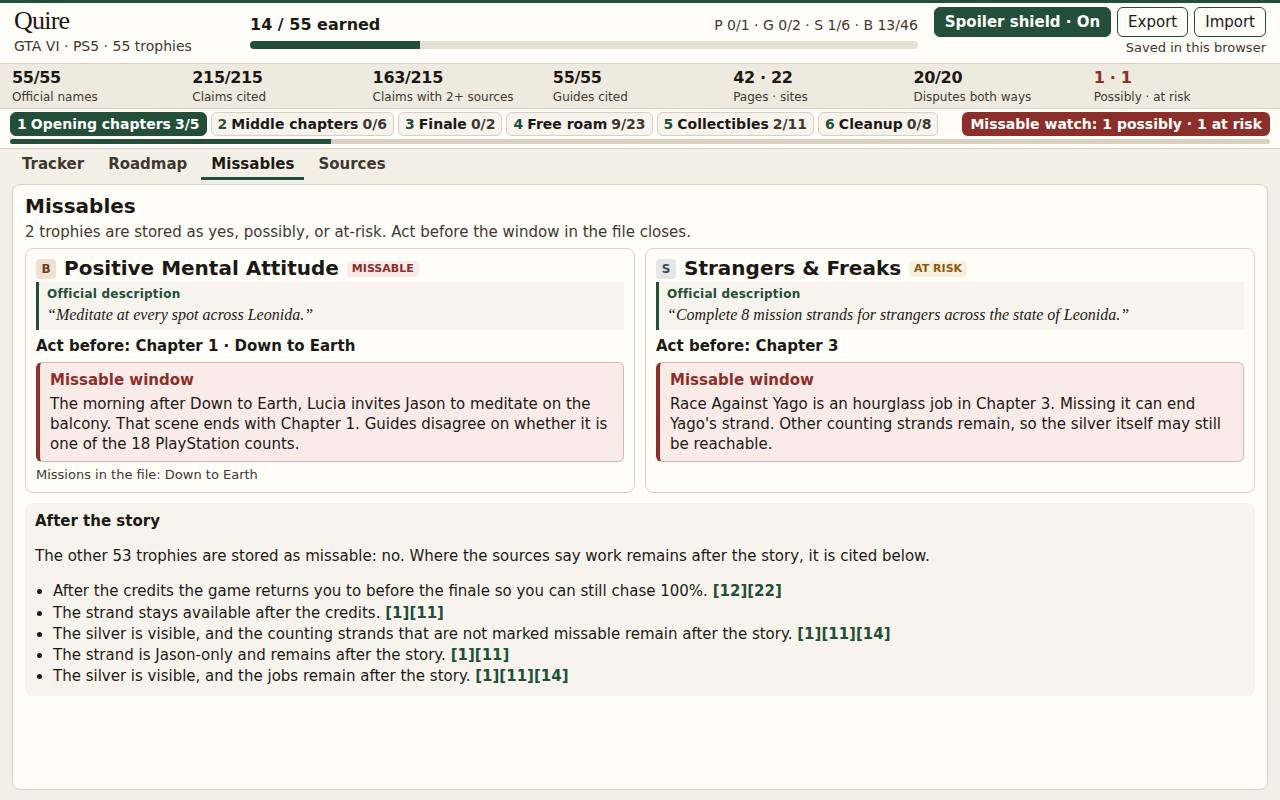 Quire
GTA VI · PS5 · 55 trophies
14 / 55 earned
P 0/1 · G 0/2 · S 1/6 · B 13/46
Spoiler shield · On
Export
Import
Saved in this browser
55/55
Official names
215/215
Claims cited
163/215
Claims with 2+ sources
55/55
Guides cited
42 · 22
Pages · sites
20/20
Disputes both ways
1 · 1
Possibly · at risk
1 Opening chapters 3/5
2 Middle chapters 0/6
3 Finale 0/2
4 Free roam 9/23
5 Collectibles 2/11
6 Cleanup 0/8
Missable watch: 1 possibly · 1 at risk
Tracker
Roadmap
Missables
Sources
Missables
2 trophies are stored as yes, possibly, or at-risk. Act before the window in the file closes.
B Positive Mental Attitude MISSABLE
Official description
“Meditate at every spot across Leonida.”
Act before: Chapter 1 · Down to Earth
Missable window
The morning after Down to Earth, Lucia invites Jason to meditate on the
balcony. That scene ends with Chapter 1. Guides disagree on whether it is
one of the 18 PlayStation counts.
Missions in the file: Down to Earth
S Strangers & Freaks AT RISK
Official description
“Complete 8 mission strands for strangers across the state of Leonida.”
Act before: Chapter 3
Missable window
Race Against Yago is an hourglass job in Chapter 3. Missing it can end
Yago's strand. Other counting strands remain, so the silver itself may still
be reachable.
After the story
The other 53 trophies are stored as missable: no. Where the sources say work remains after the story, it is cited below.
• After the credits the game returns you to before the finale so you can still chase 100%. [12][22]
• The strand stays available after the credits. [1][11]
• The silver is visible, and the counting strands that are not marked missable remain after the story. [1][11][14]
• The strand is Jason-only and remains after the story. [1][11]
• The silver is visible, and the jobs remain after the story. [1][11][14]